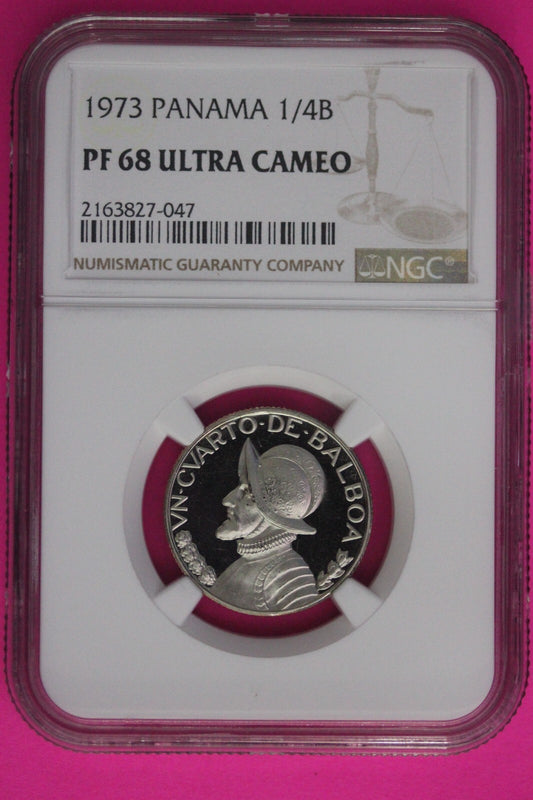 1973 PANAMA 1/4B
PF 68 ULTRA CAMEO
2163827-047
NUMISMATIC GUARANTY COMPANY
NGC®
VN·CVARTO·DE·BALBOA